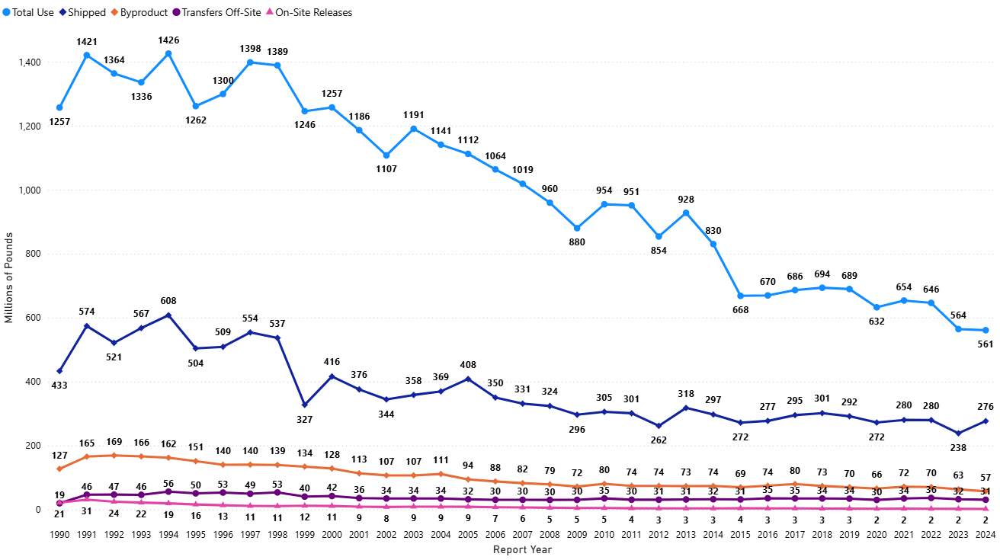 Total Use Shipped Byproduct Transfers Off-Site On-Site Releases
1421 1426 1398 1389
1364
1,400
1300
1336
1257 1262 1246 1257
1186 1191
1,200
1141
1112
1107
1064
1019
1,000
960 954 951
928
880
854
830
800
670 686 694 689
668
654 646
632
600
564
561
574 567 608
554 537
521 504 509
433
416
400
376 358 369 408
350 331 324
327 344
305 301 318 297
296
262
277 295 301 292
272 272
280 280 276
238
200
127 165 169 166 162 151 140 140 139 134 128 113 107 107 111 94 88 82 79 72 80 74 74 73 74 69 74 80 73 70 66 72 70 63 57
19 46 47 46 56 50 53 49 53 40 42 36 34 34 34 32 30 30 30 30 35 30 31 31 32 31 35 35 34 34 30 34 36 32 31
0
21 31 24 22 19 16 13 11 11 12 11 9 8 9 9 9 7 6 5 5 5 4 3 3 3 4 3 3 3 3 2 2 2 2 2
1990 1991 1992 1993 1994 1995 1996 1997 1998 1999 2000 2001 2002 2003 2004 2005 2006 2007 2008 2009 2010 2011 2012 2013 2014 2015 2016 2017 2018 2019 2020 2021 2022 2023 2024
Report Year
Millions of Pounds